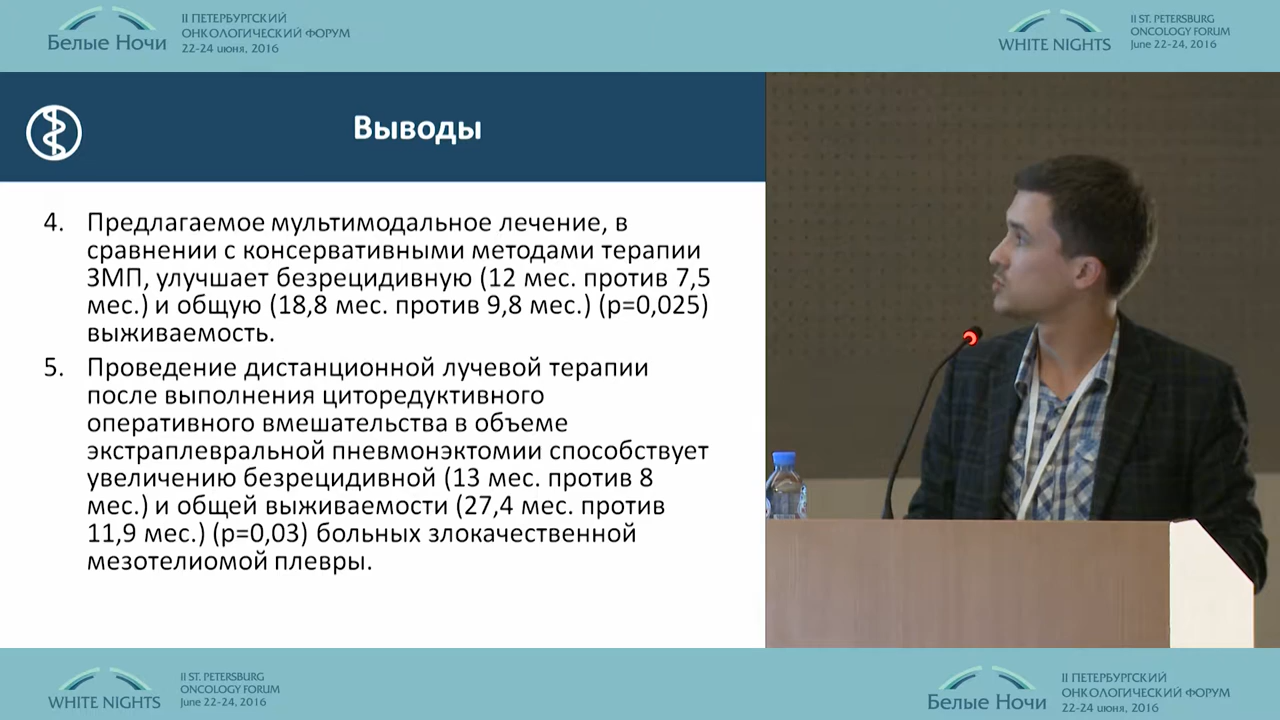 Белые Ночи
II ПЕТЕРБУРГСКИЙ
ОНКОЛОГИЧЕСКИЙ ФОРУМ
22-24 июня, 2016
WHITE NIGHTS
II ST. PETERSBURG
ONCOLOGY FORUM
June 22-24, 2016
Выводы
4. Предлагаемое мультимодальное лечение, в
сравнении с консервативными методами терапии
ЗМП, улучшает безрецидивную (12 мес. против 7,5
мес.) и общую (18,8 мес. против 9,8 мес.) (p=0,025)
выживаемость.
5. Проведение дистанционной лучевой терапии
после выполнения циторедуктивного
оперативного вмешательства в объеме
экстраплевральной пневмонэктомии способствует
увеличению безрецидивной (13 мес. против 8
мес.) и общей выживаемости (27,4 мес. против
11,9 мес.) (p=0,03) больных злокачественной
мезотелиомой плевры.
WHITE NIGHTS
II ST. PETERSBURG
ONCOLOGY FORUM
June 22-24, 2016
Белые Ночи
II ПЕТЕРБУРГСКИЙ
ОНКОЛОГИЧЕСКИЙ ФОРУМ
22-24 июня, 2016